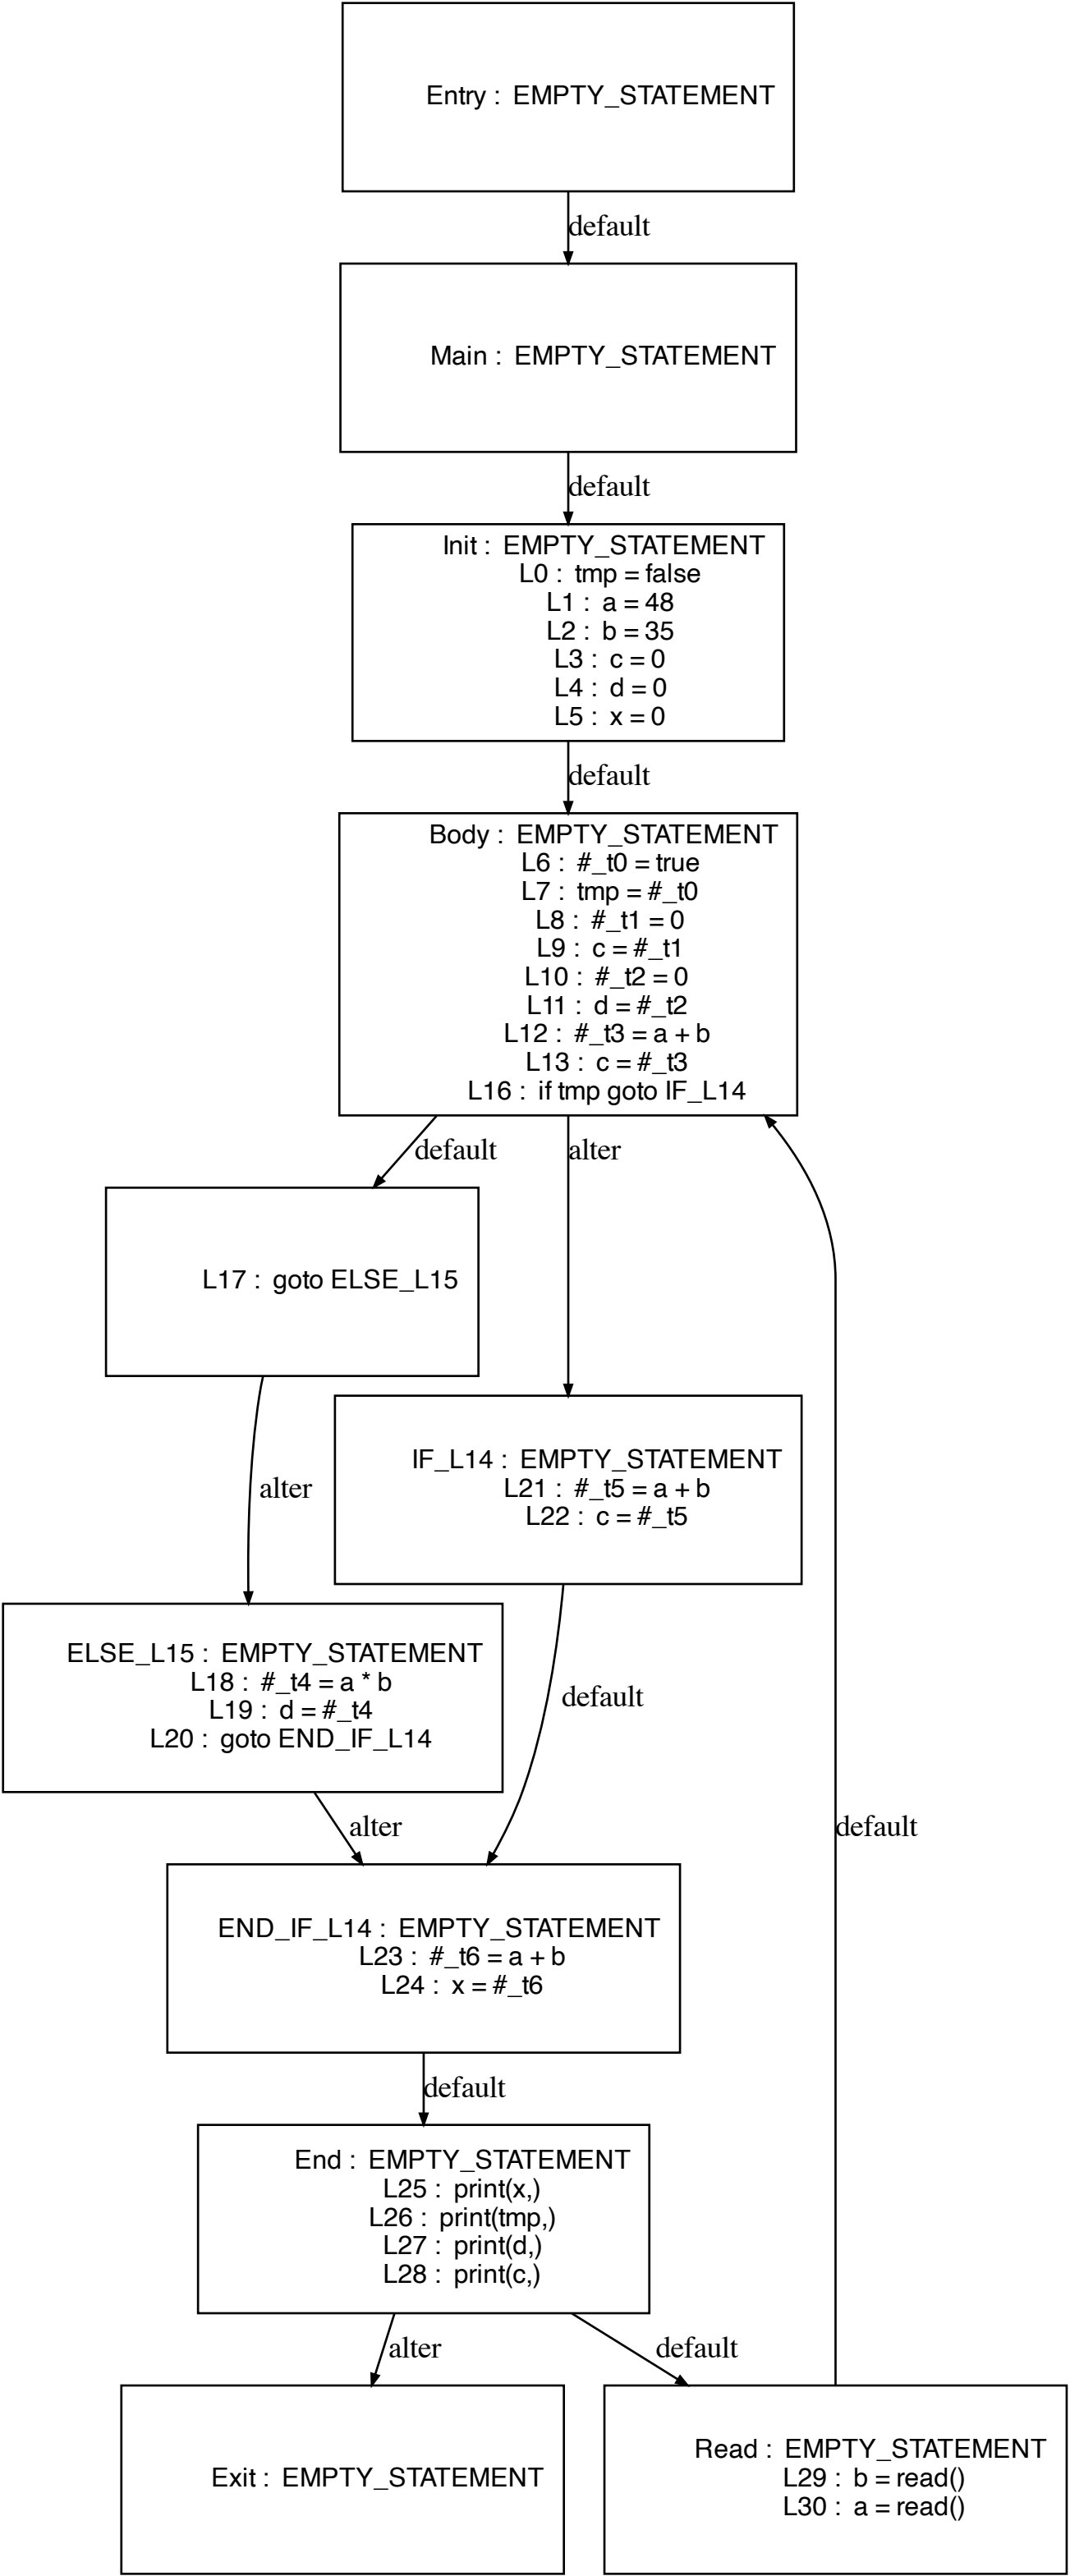 Entry :  EMPTY_STATEMENT
default
Main :  EMPTY_STATEMENT
default
Init :  EMPTY_STATEMENT
L0 :  tmp = false
L1 :  a = 48
L2 :  b = 35
L3 :  c = 0
L4 :  d = 0
L5 :  x = 0
default
Body :  EMPTY_STATEMENT
L6 :  #_t0 = true
L7 :  tmp = #_t0
L8 :  #_t1 = 0
L9 :  c = #_t1
L10 :  #_t2 = 0
L11 :  d = #_t2
L12 :  #_t3 = a + b
L13 :  c = #_t3
L16 :  if tmp goto IF_L14
default
alter
L17 :  goto ELSE_L15
IF_L14 :  EMPTY_STATEMENT
L21 :  #_t5 = a + b
L22 :  c = #_t5
alter
ELSE_L15 :  EMPTY_STATEMENT
L18 :  #_t4 = a * b
L19 :  d = #_t4
L20 :  goto END_IF_L14
default
alter
default
END_IF_L14 :  EMPTY_STATEMENT
L23 :  #_t6 = a + b
L24 :  x = #_t6
default
End :  EMPTY_STATEMENT
L25 :  print(x,)
L26 :  print(tmp,)
L27 :  print(d,)
L28 :  print(c,)
alter
default
Exit :  EMPTY_STATEMENT
Read :  EMPTY_STATEMENT
L29 :  b = read()
L30 :  a = read()